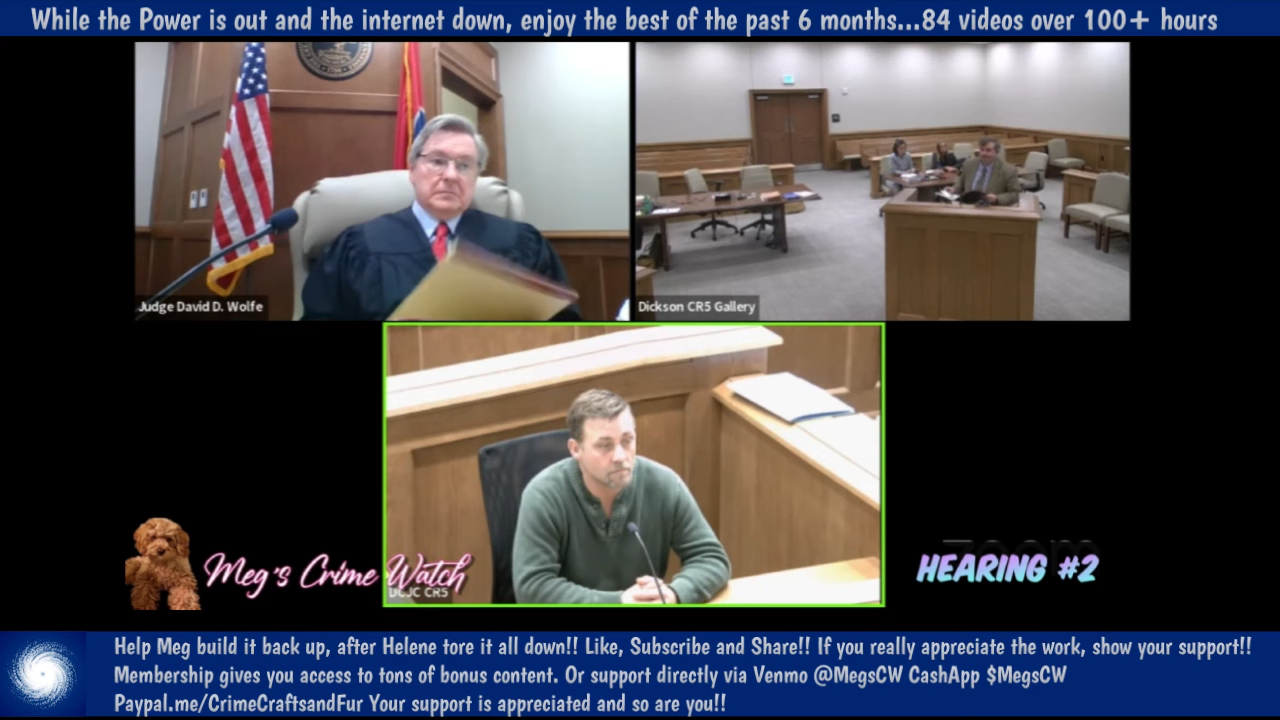 While the Power is out and the internet down, enjoy the best of the past 6 months...84 videos over 100+ hours
Judge David D. Wolfe
Dickson CR5 Gallery
Meg's Crime Watch
DCJC CR5
zoom
HEARING #2
Help Meg build it back up, after Helene tore it all down!! Like, Subscribe and Share!! If you really appreciate the work, show your support!!
Membership gives you access to tons of bonus content. Or support directly via Venmo @MegsCW CashApp $MegsCW
Paypal.me/CrimeCraftsandFur Your support is appreciated and so are you!!